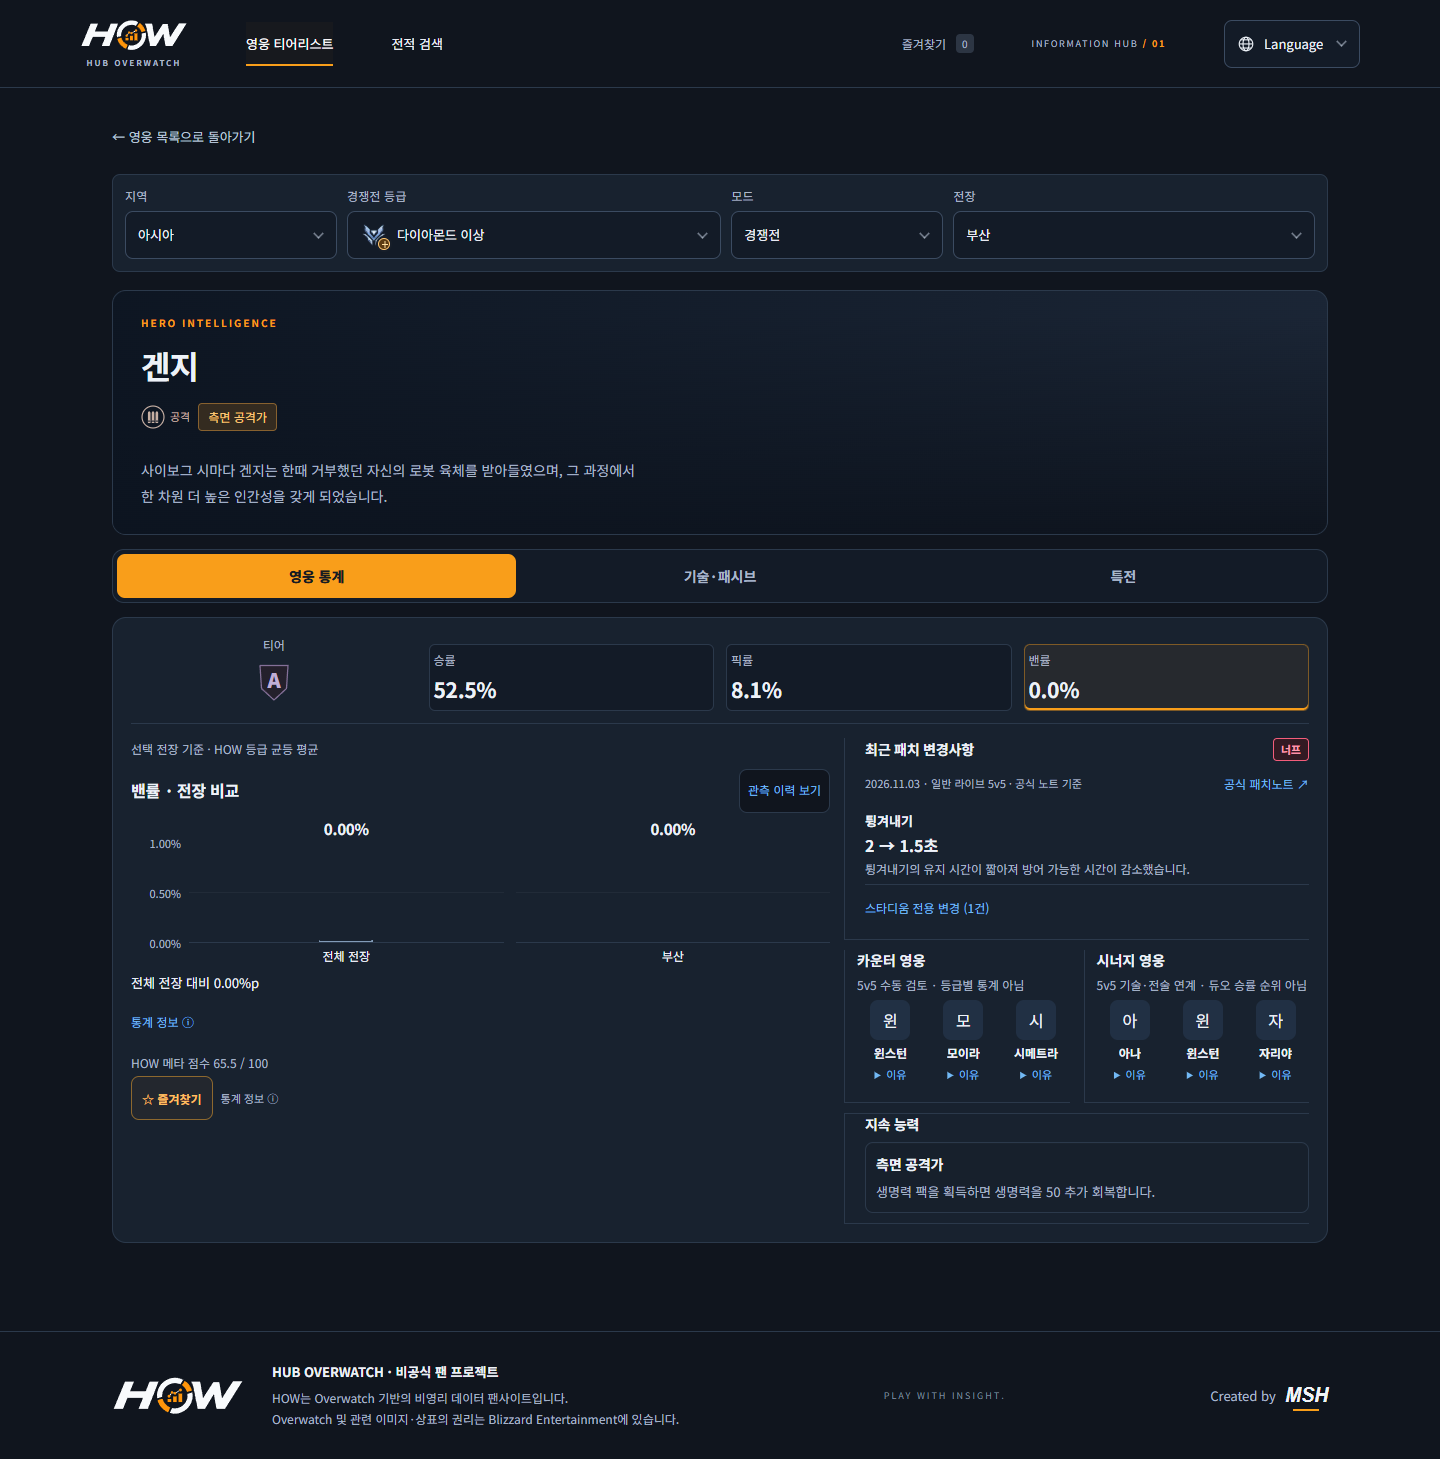 HOW
HUB OVERWATCH
영웅 티어리스트
전적 검색
즐겨찾기 0
INFORMATION HUB / 01
Language
← 영웅 목록으로 돌아가기
지역
경쟁전 등급
모드
전장
아시아
다이아몬드 이상
경쟁전
부산
HERO INTELLIGENCE
겐지
공격
측면 공격가
사이보그 시마다 겐지는 한때 거부했던 자신의 로봇 육체를 받아들였으며, 그 과정에서
한 차원 더 높은 인간성을 갖게 되었습니다.
영웅 통계
기술·패시브
특전
티어
A
승률
52.5%
픽률
8.1%
밴률
0.0%
선택 전장 기준 · HOW 등급 균등 평균
밴률 · 전장 비교
관측 이력 보기
0.00%
0.00%
1.00%
0.50%
0.00%
전체 전장
부산
전체 전장 대비 0.00%p
통계 정보 ⓘ
HOW 메타 점수 65.5 / 100
☆ 즐겨찾기
통계 정보 ⓘ
최근 패치 변경사항
너프
2026.11.03 · 일반 라이브 5v5 · 공식 노트 기준
공식 패치노트 ↗
튕겨내기
2 → 1.5초
튕겨내기의 유지 시간이 짧아져 방어 가능한 시간이 감소했습니다.
스타디움 전용 변경 (1건)
카운터 영웅
5v5 수동 검토 · 등급별 통계 아님
윈
모
시
윈스턴
모이라
시메트라
▶ 이유
▶ 이유
▶ 이유
시너지 영웅
5v5 기술·전술 연계 · 듀오 승률 순위 아님
아
윈
자
아나
윈스턴
자리야
▶ 이유
▶ 이유
▶ 이유
지속 능력
측면 공격가
생명력 팩을 획득하면 생명력을 50 추가 회복합니다.
HOW
HUB OVERWATCH · 비공식 팬 프로젝트
HOW는 Overwatch 기반의 비영리 데이터 팬사이트입니다.
Overwatch 및 관련 이미지·상표의 권리는 Blizzard Entertainment에 있습니다.
PLAY WITH INSIGHT.
Created by MSH